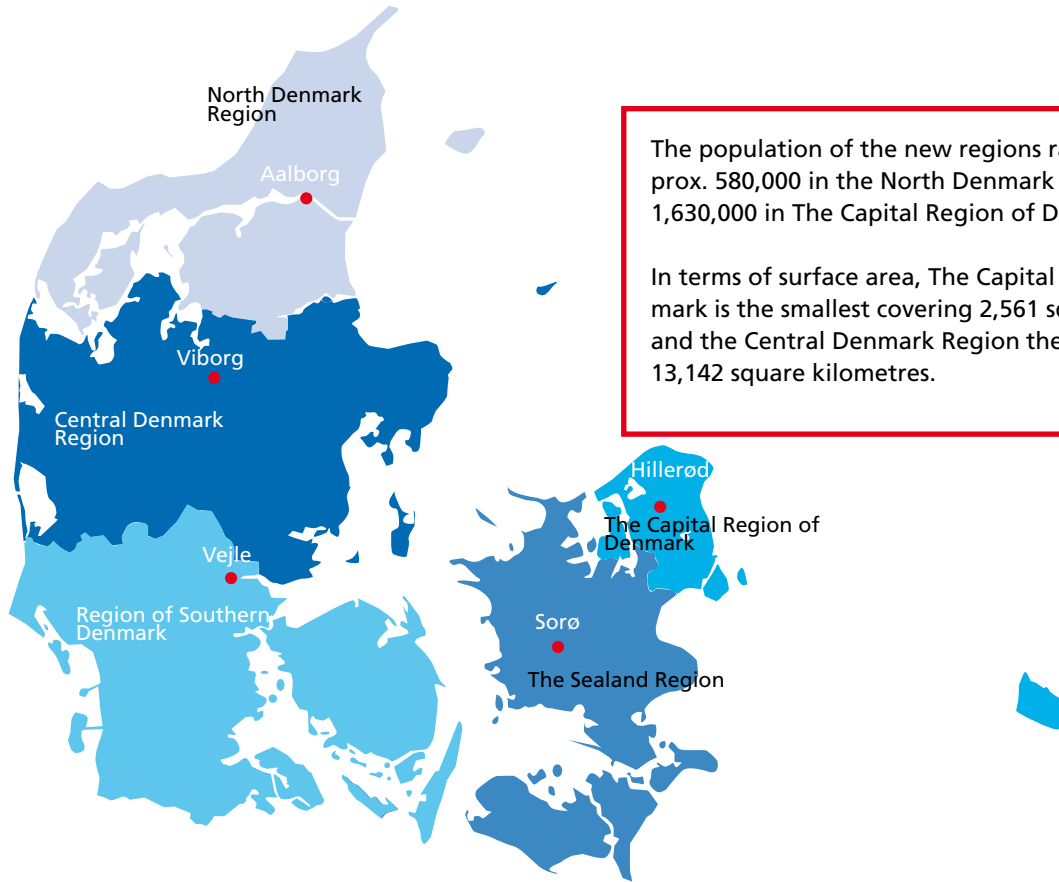 North Denmark
Region
Aalborg
The population of the new regions
prox. 580,000 in the North Denmark
1,630,000 in The Capital Region of
In terms of surface area, The Capital
mark is the smallest covering 2,561
and the Central Denmark Region the
13,142 square kilometres.
Viborg
Central Denmark
Region
Hillerød
The Capital Region of
Denmark
Vejle
Region of Southern
Denmark
Sorø
The Sealand Region